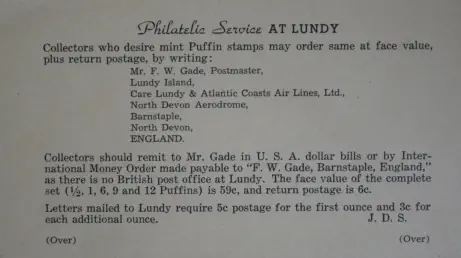 Philatelic Service AT LUNDY
Collectors who desire mint Puffin stamps may order same at face value,
plus return postage, by writing:
Mr. F. W. Gade, Postmaster,
Lundy Island,
Care Lundy & Atlantic Coasts Air Lines, Ltd.,
North Devon Aerodrome,
Barnstaple,
North Devon,
ENGLAND.
Collectors should remit to Mr. Gade in U. S. A. dollar bills or by Inter-
national Money Order made payable to "F. W. Gade, Barnstaple, England,"
as there is no British post office at Lundy. The face value of the complete
set (½, 1, 6, 9 and 12 Puffins) is 59c, and return postage is 6c.
Letters mailed to Lundy require 5c postage for the first ounce and 3c for
each additional ounce. J. D. S.
(Over) (Over)